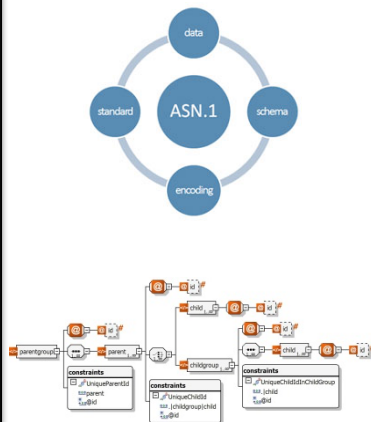 data
standard
ASN.1
schema
encoding
id
child
id
id
id
parentgroup
parent
childgroup
child
id
constraints
UniqueParentId
parent
@id
constraints
UniqueChildId
.|childgroup|child
@id
constraints
UniqueChildIdInChildGroup
.|child
@id